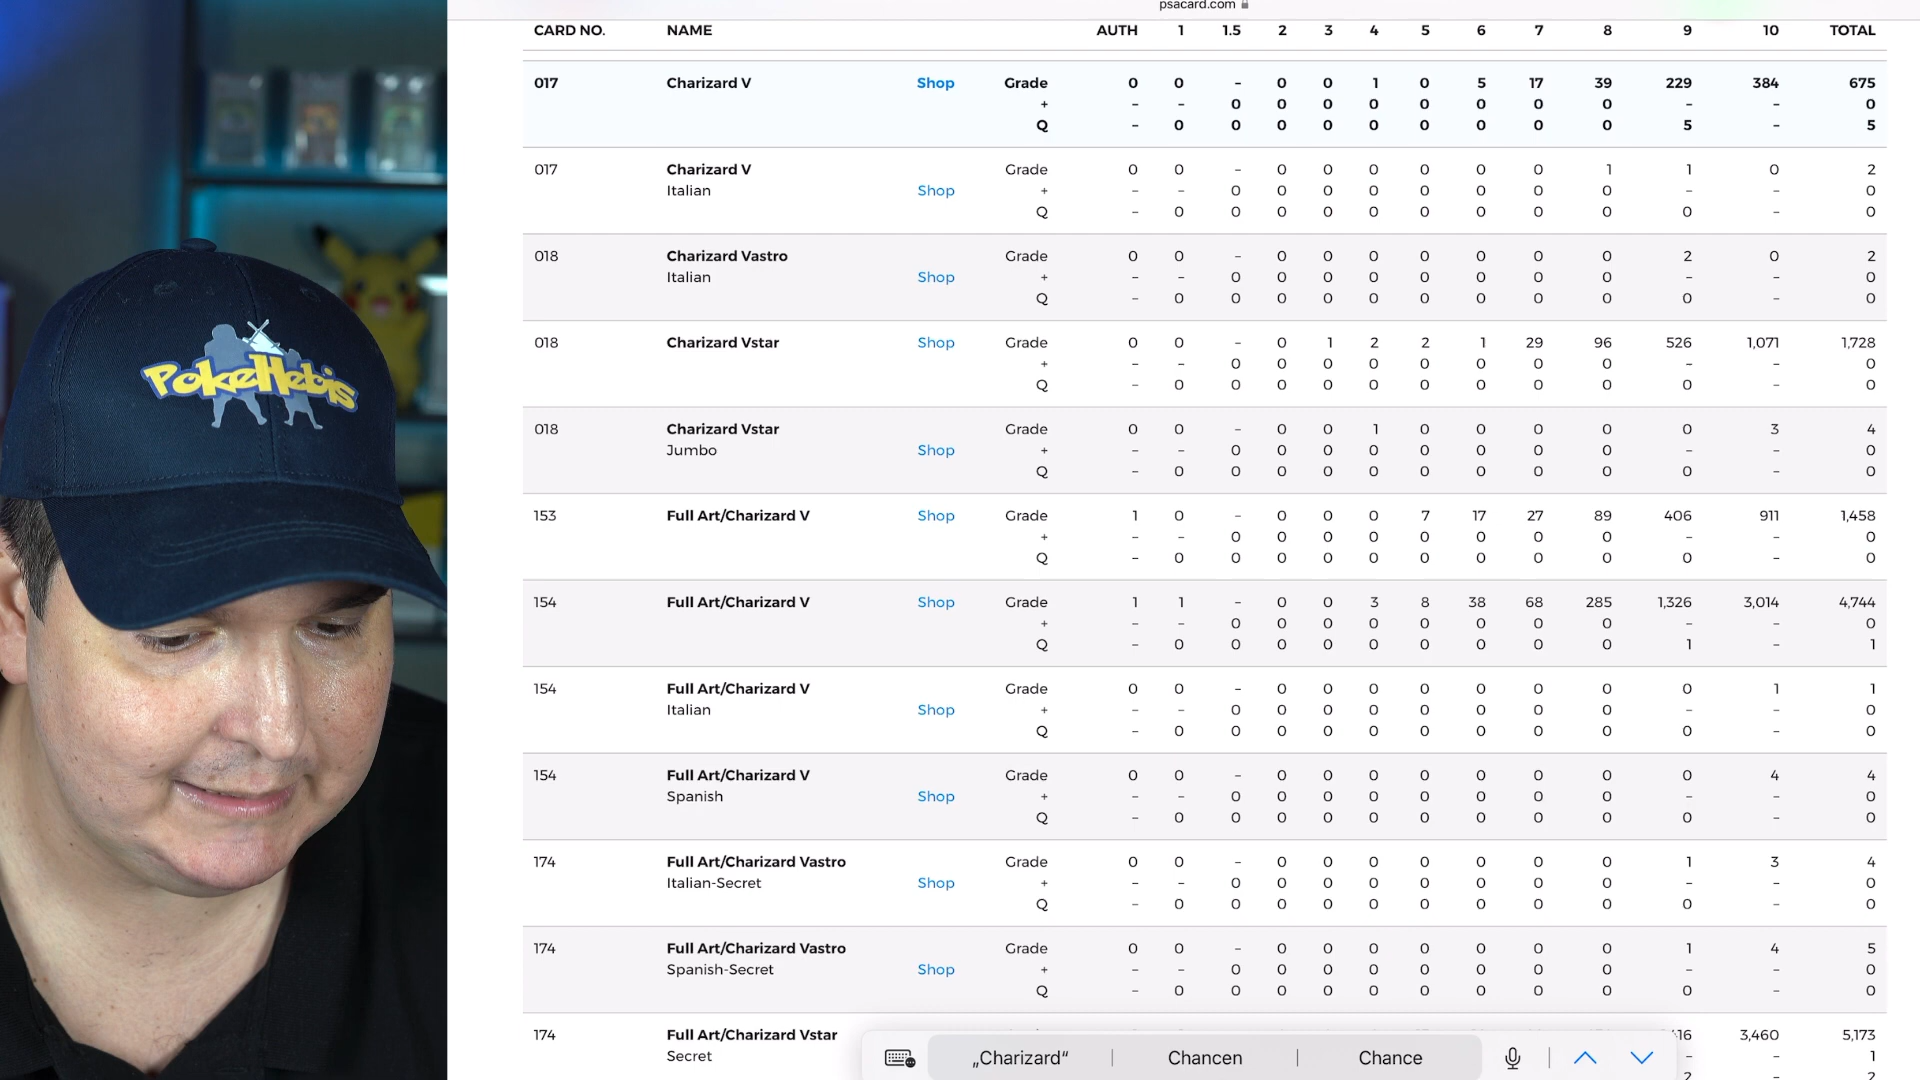 psacard.com
CARD NO. NAME AUTH 1 1.5 2 3 4 5 6 7 8 9 10 TOTAL
017 Charizard V Shop Grade 0 0 - 0 0 1 0 5 17 39 229 384 675
+ - - 0 0 0 0 0 0 0 0 - - 0
Q - 0 0 0 0 0 0 0 0 0 5 - 5
017 Charizard V Grade 0 0 - 0 0 0 0 0 0 1 1 0 2
Italian Shop + - - 0 0 0 0 0 0 0 0 - - 0
Q - 0 0 0 0 0 0 0 0 0 0 - 0
018 Charizard Vastro Grade 0 0 - 0 0 0 0 0 0 0 2 0 2
Italian Shop + - - 0 0 0 0 0 0 0 0 - - 0
Q - 0 0 0 0 0 0 0 0 0 0 - 0
018 Charizard Vstar Shop Grade 0 0 - 0 1 2 2 1 29 96 526 1,071 1,728
+ - - 0 0 0 0 0 0 0 0 - - 0
Q - 0 0 0 0 0 0 0 0 0 0 - 0
018 Charizard Vstar Grade 0 0 - 0 0 1 0 0 0 0 0 3 4
Jumbo Shop + - - 0 0 0 0 0 0 0 0 - - 0
Q - 0 0 0 0 0 0 0 0 0 0 - 0
153 Full Art/Charizard V Shop Grade 1 0 - 0 0 0 7 17 27 89 406 911 1,458
+ - - 0 0 0 0 0 0 0 0 - - 0
Q - 0 0 0 0 0 0 0 0 0 0 - 0
154 Full Art/Charizard V Shop Grade 1 1 - 0 0 3 8 38 68 285 1,326 3,014 4,744
+ - - 0 0 0 0 0 0 0 0 - - 0
Q - 0 0 0 0 0 0 0 0 0 1 - 1
154 Full Art/Charizard V Grade 0 0 - 0 0 0 0 0 0 0 0 1 1
Italian Shop + - - 0 0 0 0 0 0 0 0 - - 0
Q - 0 0 0 0 0 0 0 0 0 0 - 0
154 Full Art/Charizard V Grade 0 0 - 0 0 0 0 0 0 0 0 4 4
Spanish Shop + - - 0 0 0 0 0 0 0 0 - - 0
Q - 0 0 0 0 0 0 0 0 0 0 - 0
174 Full Art/Charizard Vastro Grade 0 0 - 0 0 0 0 0 0 0 1 3 4
Italian-Secret Shop + - - 0 0 0 0 0 0 0 0 - - 0
Q - 0 0 0 0 0 0 0 0 0 0 - 0
174 Full Art/Charizard Vastro Grade 0 0 - 0 0 0 0 0 0 0 1 4 5
Spanish-Secret Shop + - - 0 0 0 0 0 0 0 0 - - 0
Q - 0 0 0 0 0 0 0 0 0 0 - 0
174 Full Art/Charizard Vstar 3,460 5,173
Secret - - 1
2 - 2
„Charizard“ Chancen Chance
PokeHebis